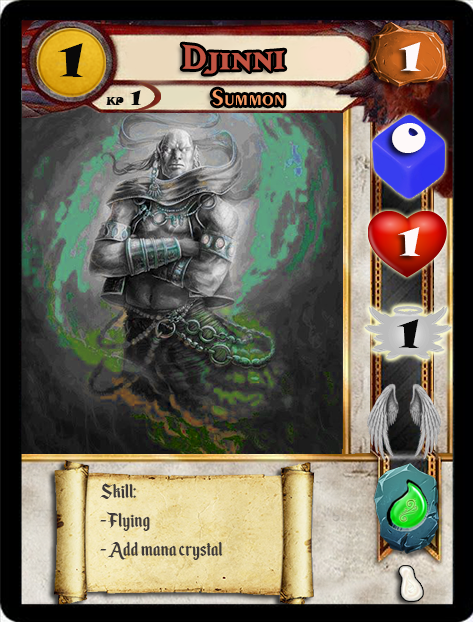 1 Djinni 1
KP 1 Summon
1
1
Skill:
- Flying
- Add mana crystal